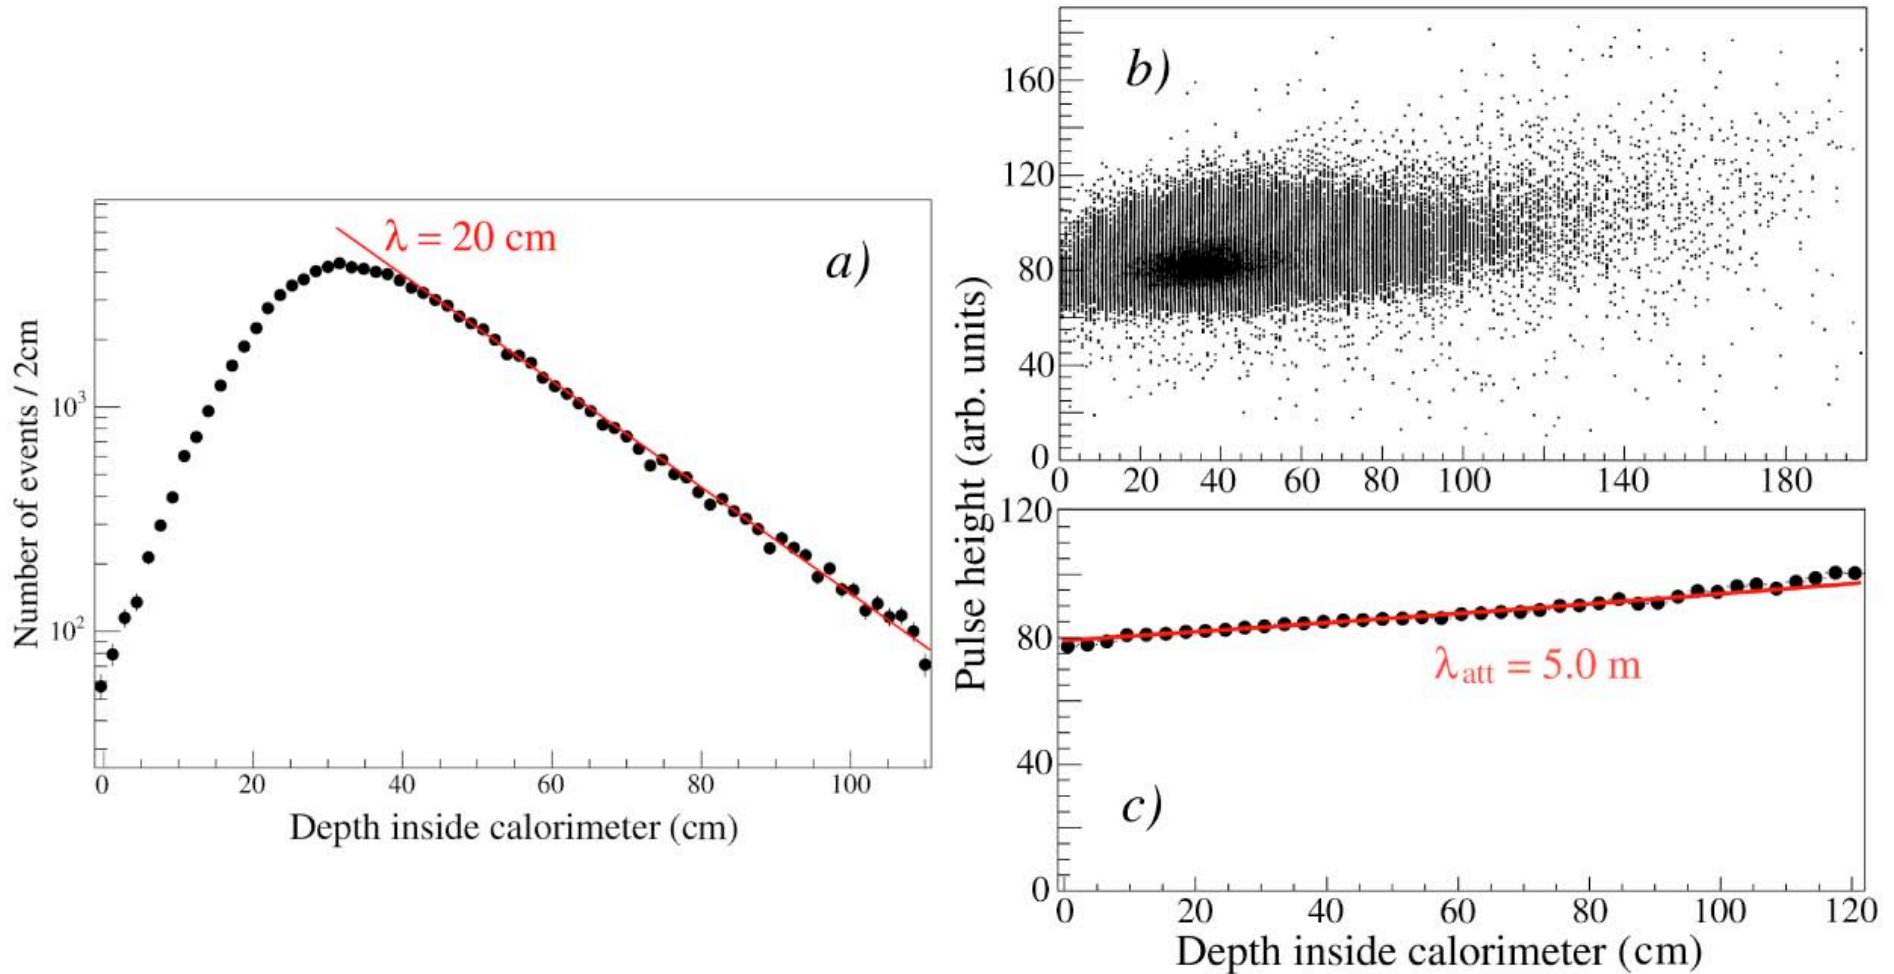 λ = 20 cm
a)
10³
10²
Number of events / 2cm
0 20 40 60 80 100
Depth inside calorimeter (cm)
b)
160
120
80
40
0
0 20 40 60 80 100 140 180
Pulse height (arb. units)
120
80
40
0
λatt = 5.0 m
c)
0 20 40 60 80 100 120
Depth inside calorimeter (cm)